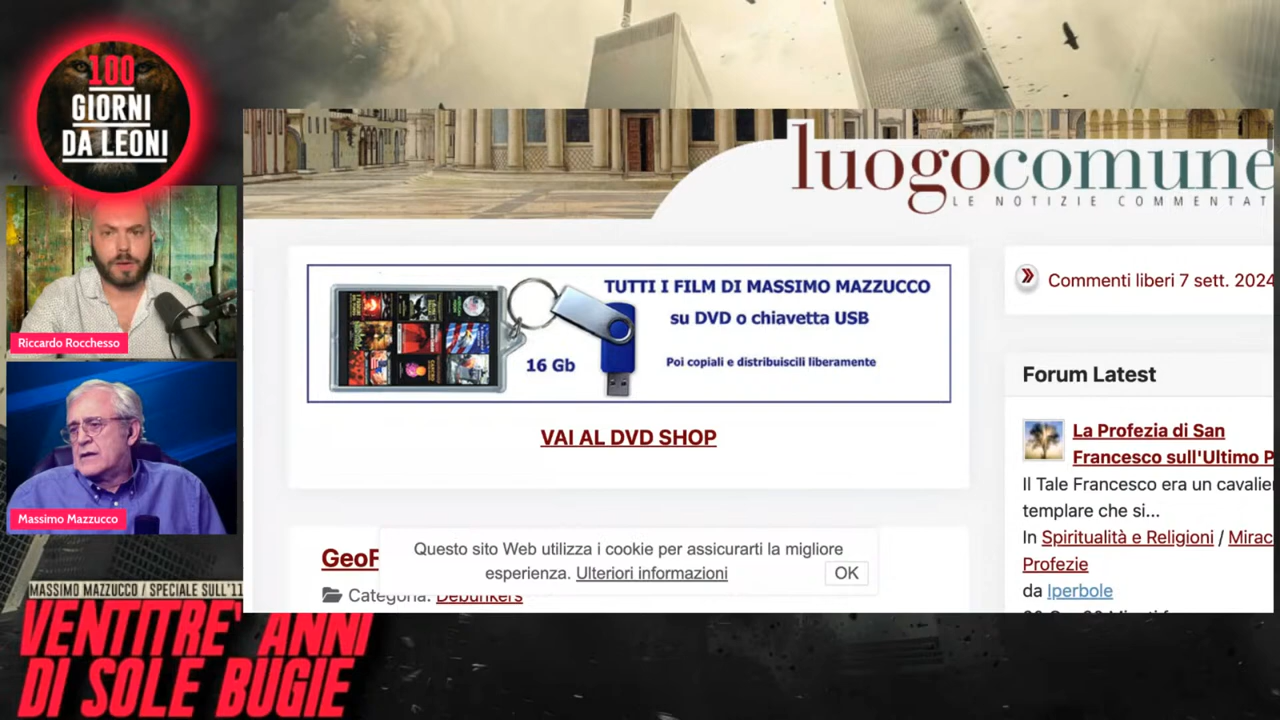 100
GIORNI
DA LEONI
Riccardo Rocchesso
Massimo Mazzucco
MASSIMO MAZZUCCO / SPECIALE SULL'11
VENTITRE' ANNI
DI SOLE BUGIE
luogocomune
LE NOTIZIE COMMENTAT
TUTTI I FILM DI MASSIMO MAZZUCCO
su DVD o chiavetta USB
16 Gb
Poi copiali e distribuiscili liberamente
VAI AL DVD SHOP
GeoF
Categoria: Debunkers
Questo sito Web utilizza i cookie per assicurarti la migliore
esperienza. Ulteriori informazioni
OK
Commenti liberi 7 sett. 2024
Forum Latest
La Profezia di San
Francesco sull'Ultimo P
Il Tale Francesco era un cavalie
templare che si...
In Spiritualità e Religioni / Mirac
Profezie
da Iperbole